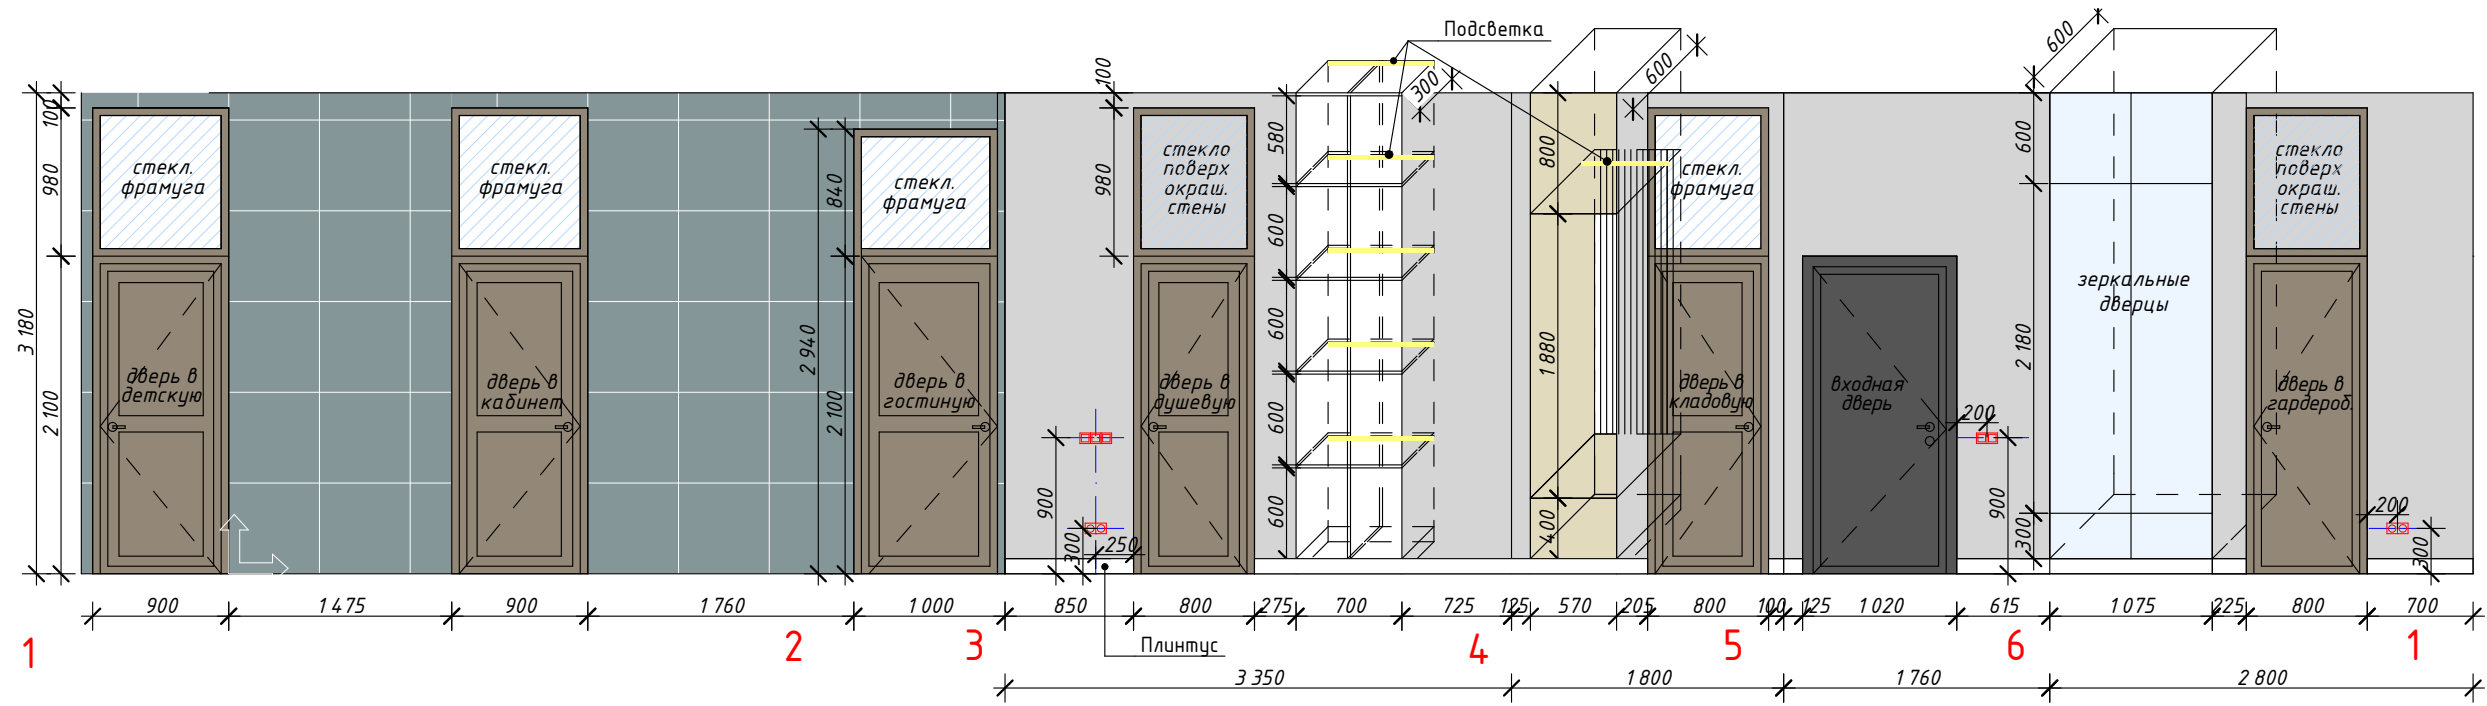 Подсветка
600
600
300
100
100
980
3 180
2 100
стекл.
фрамуга
дверь в
детскую
стекл.
фрамуга
дверь в
кабинет
840
2 940
2 100
стекл.
фрамуга
дверь в
гостиную
100
980
900
300
250
стекло
поверх
окраш.
стены
дверь в
душевую
580
600
600
600
600
800
1 880
400
стекл.
фрамуга
дверь в
кладовую
входная
дверь
200
900
600
2 180
300
зеркальные
дверцы
стекло
поверх
окраш.
стены
дверь в
гардероб.
200
300
900
1 475
900
1 760
1 000
850
800
275
700
725
125
570
205
800
100
125
1 020
615
1 075
225
800
700
1
2
3
Плинтус
4
5
6
1
3 350
1 800
1 760
2 800